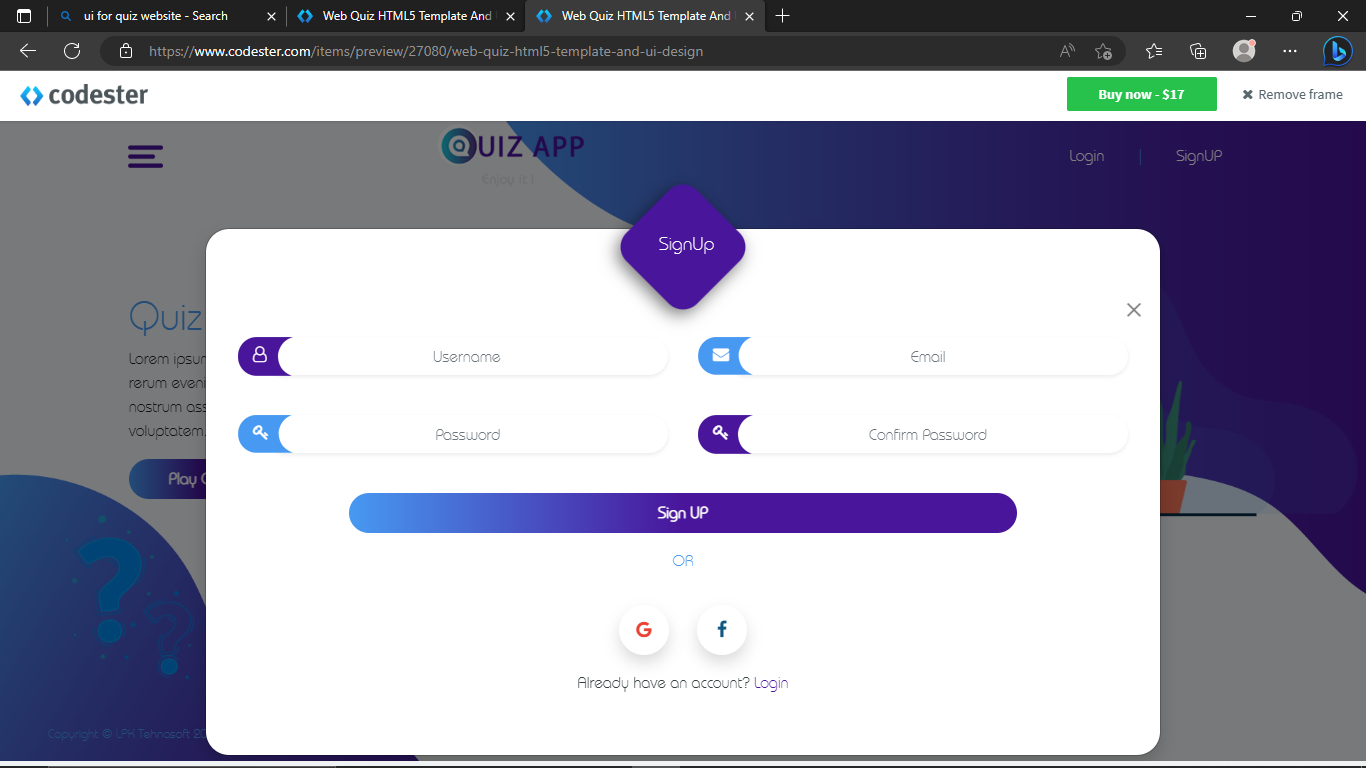 ui for quiz website - Search
Web Quiz HTML5 Template And
Web Quiz HTML5 Template And
https://www.codester.com/items/preview/27080/web-quiz-html5-template-and-ui-design
codester
Buy now - $17
Remove frame
QUIZ APP
Enjoy It !
Login | SignUP
SignUp
Quiz
Lorem ipsum
rerum eveni
nostrum ass
voluptatem.
Play
Username
Email
Password
Confirm Password
Sign UP
OR
G f
Already have an account? Login
Copyright © LPK Tehnosoft 20